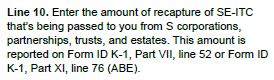 Line 10. Enter the amount of recapture of SE-ITC
that's being passed to you from S corporations,
partnerships, trusts, and estates. This amount is
reported on Form ID K-1, Part VII, line 52 or Form ID
K-1, Part XI, line 76 (ABE).